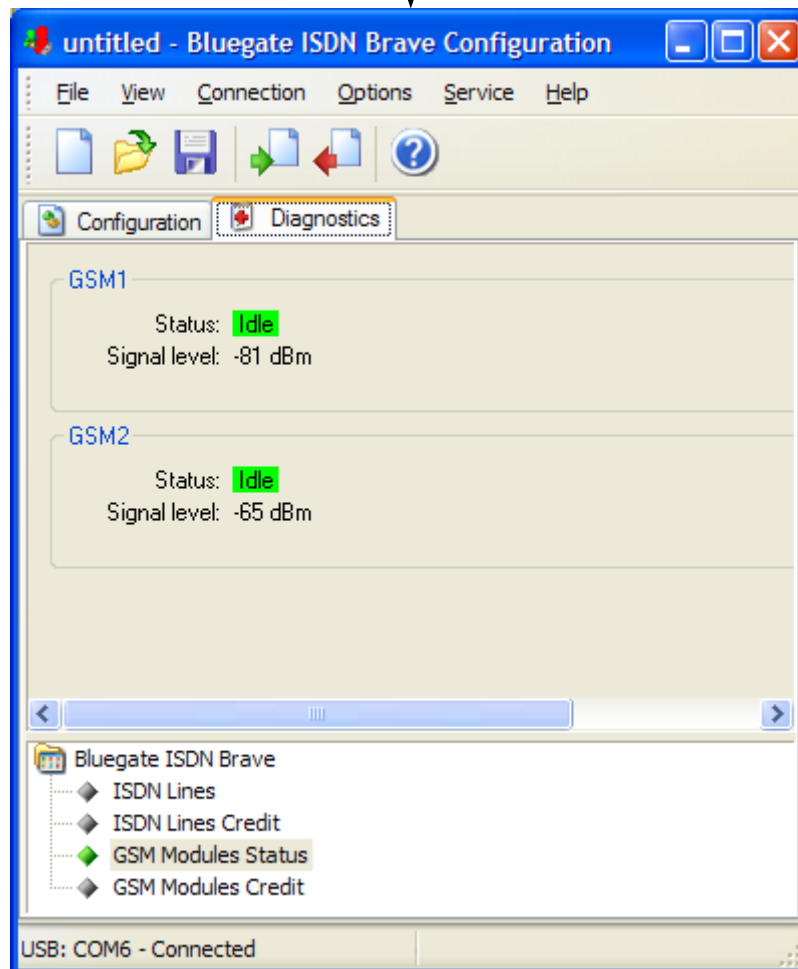 untitled - Bluegate ISDN Brave Configuration
File View Connection Options Service Help
Configuration Diagnostics
GSM1
Status: Idle
Signal level: -81 dBm
GSM2
Status: Idle
Signal level: -65 dBm
Bluegate ISDN Brave
ISDN Lines
ISDN Lines Credit
GSM Modules Status
GSM Modules Credit
USB: COM6 - Connected